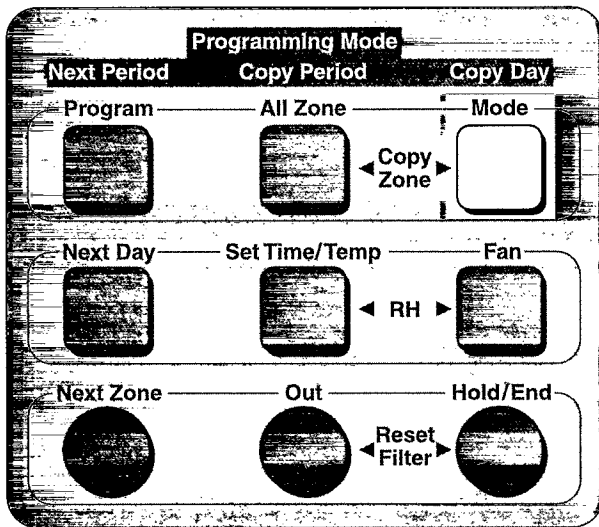 Programming Mode
Next Period Copy Period Copy Day
Program All Zone Mode
Copy
Zone
Next Day Set Time/Temp Fan
RH
Next Zone Out Hold/End
Reset
Filter